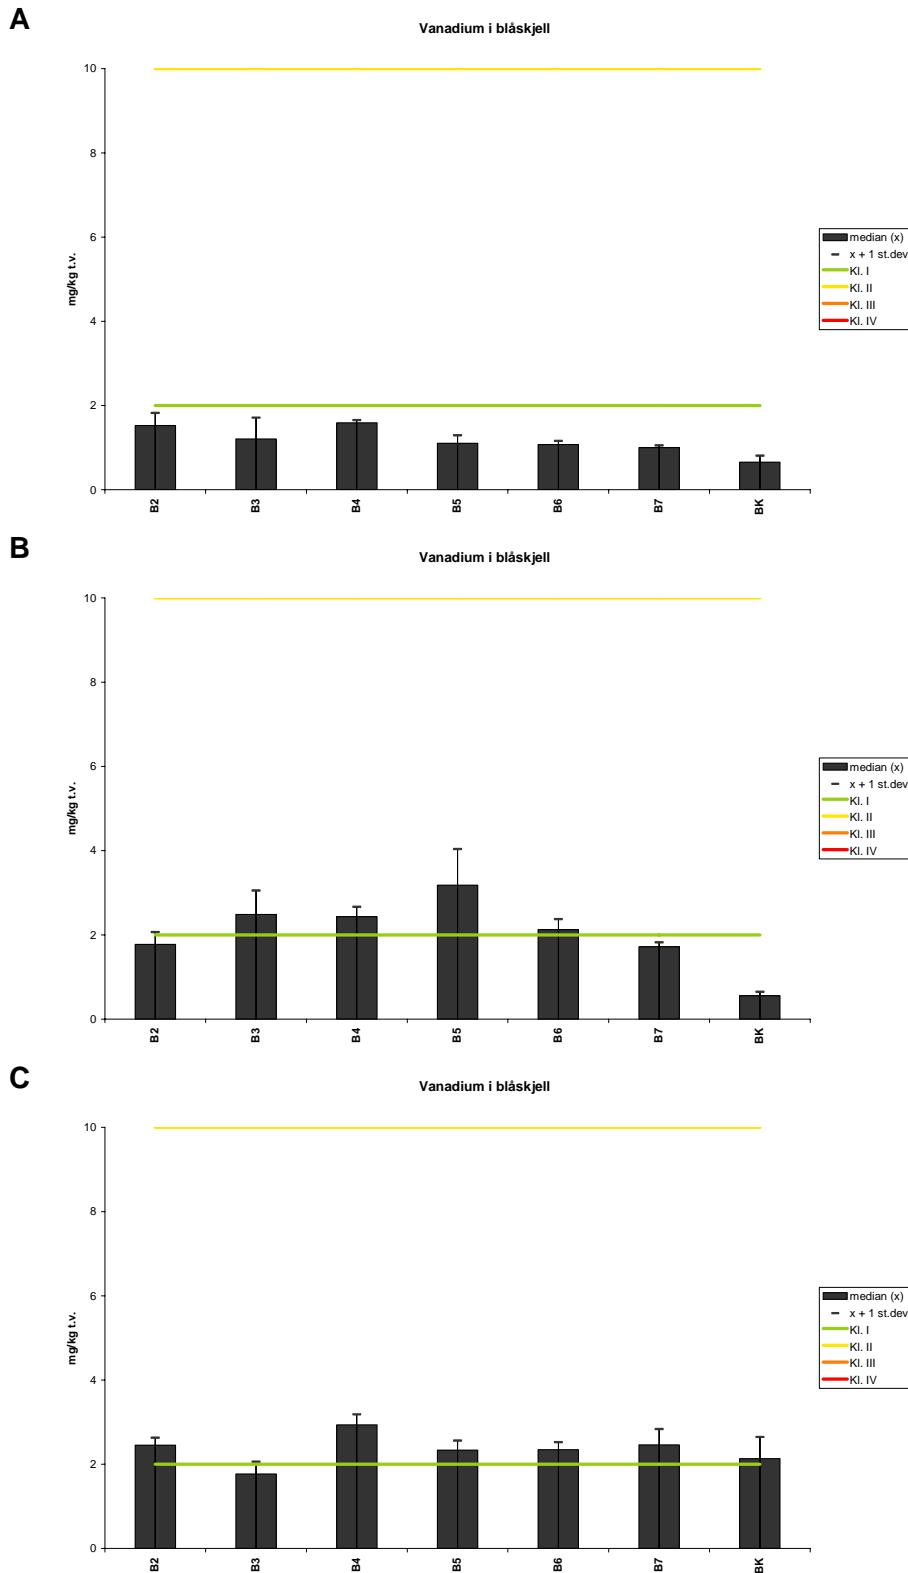 A
Vanadium i blåskjell
mg/kg t.v.
10
8
6
4
2
0
B2 B3 B4 B5 B6 B7 BK
median (x)
x + 1 st.dev
Kl. I
Kl. II
Kl. III
Kl. IV
B
Vanadium i blåskjell
mg/kg t.v.
10
8
6
4
2
0
B2 B3 B4 B5 B6 B7 BK
median (x)
x + 1 st.dev
Kl. I
Kl. II
Kl. III
Kl. IV
C
Vanadium i blåskjell
mg/kg t.v.
10
8
6
4
2
0
B2 B3 B4 B5 B6 B7 BK
median (x)
x + 1 st.dev
Kl. I
Kl. II
Kl. III
Kl. IV